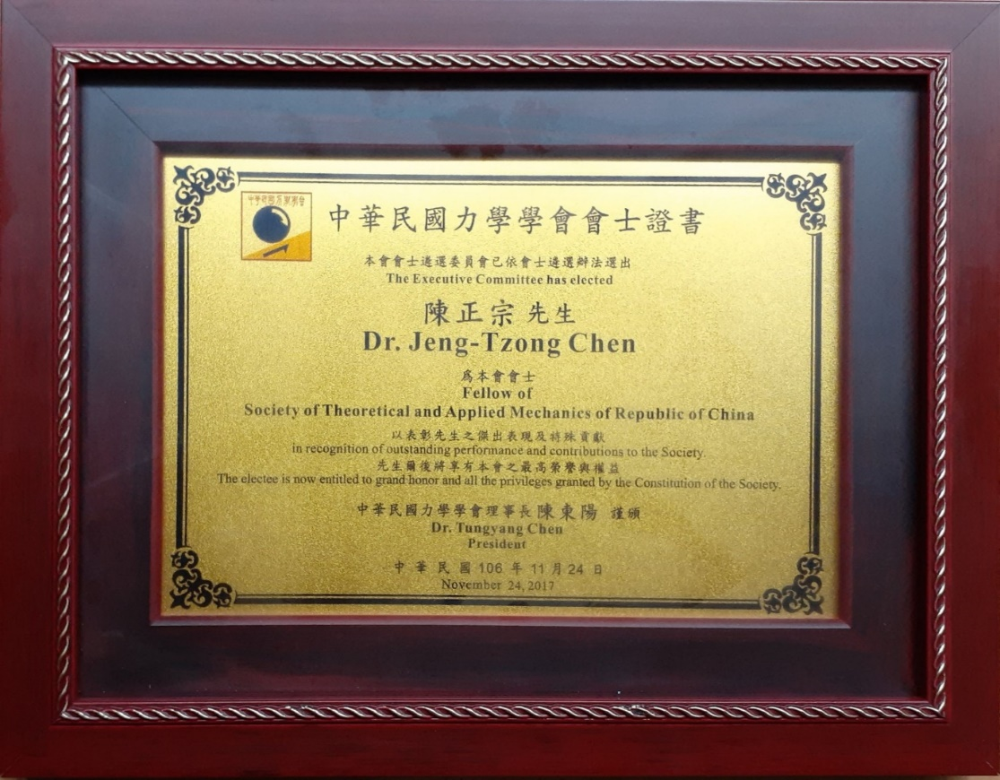 中華民國力學學會
中華民國力學學會會士證書
本會會士遴選委員會已依會士遴選辦法選出
The Executive Committee has elected
陳正宗 先生
Dr. Jeng-Tzong Chen
為本會會士
Fellow of
Society of Theoretical and Applied Mechanics of Republic of China
以表彰先生之傑出表現及特殊貢獻
in recognition of outstanding performance and contributions to the Society.
先生爾後將享有本會之最高榮譽與權益
The electee is now entitled to grand honor and all the privileges granted by the Constitution of the Society.
中華民國力學學會理事長 陳東陽 謹頒
Dr. Tungyang Chen
President
中華民國 106 年 11 月 24 日
November 24, 2017